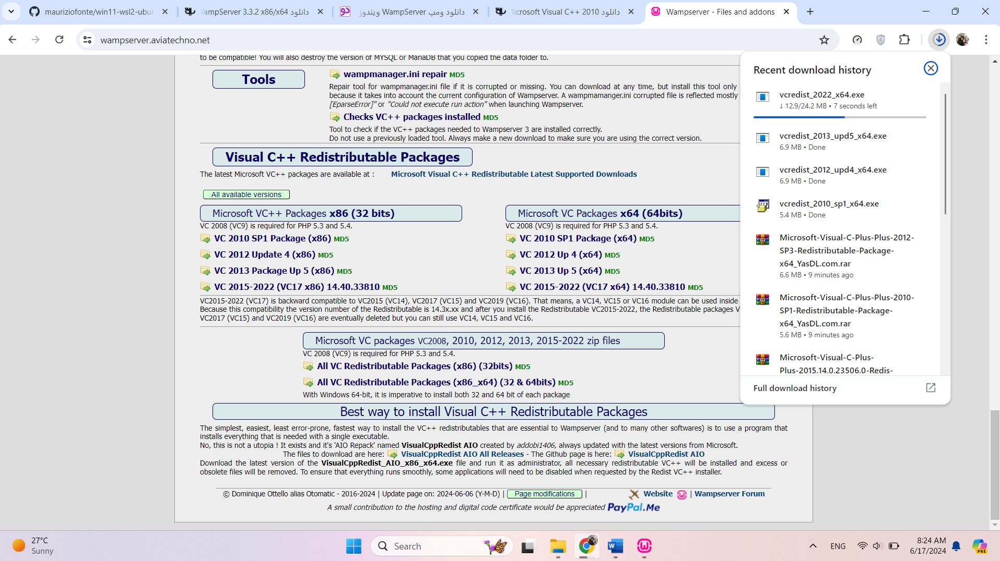 mauriziofonte/win11-wsl2-ubun
دانلود WampServer 3.3.2 x86/x64
دانلود ومپ WampServer ویندوز
دانلود Microsoft Visual C++ 2010
Wampserver - Files and addons
wampserver.aviatechno.net
to be compatible! You will also destroy the version of MYSQL or MariaDB that you copied the data folder to.
Tools
wampmanager.ini repair MD5
Repair tool for wampmanager.ini file if it is corrupted or missing. You can download at any time, but install this tool only
because it takes into account the current configuration of Wampserver. A wampmamanger.ini corrupted file is reflected mostly
[EparseError]" or "Could not execute run action" when launching Wampserver.
Checks VC++ packages installed MD5
Tool to check if the VC++ packages needed to Wampserver 3 are installed correctly.
Do not use a previously loaded tool. Always make a new download to make sure you are using the correct version.
Visual C++ Redistributable Packages
The latest Microsoft VC++ packages are available at : Microsoft Visual C++ Redistributable Latest Supported Downloads
All available versions
Microsoft VC++ Packages x86 (32 bits)
VC 2008 (VC9) is required for PHP 5.3 and 5.4.
VC 2010 SP1 Package (x86) MD5
VC 2012 Update 4 (x86) MD5
VC 2013 Package Up 5 (x86) MD5
VC 2015-2022 (VC17 x86) 14.40.33810 MD5
Microsoft VC Packages x64 (64bits)
VC 2008 (VC9) is required for PHP 5.3 and 5.4.
VC 2010 SP1 Package (x64) MD5
VC 2012 Up 4 (x64) MD5
VC 2013 Up 5 (x64) MD5
VC 2015-2022 (VC17 x64) 14.40.33810 MD5
VC2015-2022 (VC17) is backward compatible to VC2015 (VC14), VC2017 (VC15) and VC2019 (VC16). That means, a VC14, VC15 or VC16 module can be used inside
Because this compatibility the version number of the Redistributable is 14.3x.xx and after you install the Redistributable VC2015-2022, the Redistributable packages V
VC2017 (VC15) and VC2019 (VC16) are eventually deleted but you can still use VC14, VC15 and VC16.
Microsoft VC packages VC2008, 2010, 2012, 2013, 2015-2022 zip files
VC 2008 (VC9) is required for PHP 5.3 and 5.4.
All VC Redistributable Packages (x86) (32bits) MD5
All VC Redistributable Packages (x86_x64) (32 & 64bits) MD5
With Windows 64-bit, it is imperative to install both 32 and 64 bit of each package
Best way to install Visual C++ Redistributable Packages
The simplest, easiest, least error-prone, fastest way to install the VC++ redistributables that are essential to Wampserver (and to many other softwares) is to use a program that
installs everything that is needed with a single executable.
No, this is not a utopia ! It exists and it's 'AIO Repack' named VisualCppRedist AIO created by addobi1406, always updated with the latest versions from Microsoft.
The files to download are here: VisualCppRedist AIO All Releases - The Github page is here: VisualCppRedist AIO
Download the latest version of the VisualCppRedist_AIO_x86_x64.exe file and run it as administrator, all necessary redistributable VC++ will be installed and excess or
obsolete files will be removed. To ensure that everything runs smoothly, some applications will need to be disabled when requested by the Redist VC++ installer.
© Dominique Ottello alias Otomatic - 2016-2024 | Update page on: 2024-06-06 (Y-M-D) | Page modifications | Website | Wampserver Forum
A small contribution to the hosting and digital code certificate would be appreciated PayPal.Me
Recent download history
vcredist_2022_x64.exe
↓ 12.9/24.2 MB • 7 seconds left
vcredist_2013_upd5_x64.exe
6.9 MB • Done
vcredist_2012_upd4_x64.exe
6.9 MB • Done
vcredist_2010_sp1_x64.exe
5.4 MB • Done
Microsoft-Visual-C-Plus-Plus-2012-
SP3-Redistributable-Package-
x64_YasDL.com.rar
6.6 MB • 9 minutes ago
Microsoft-Visual-C-Plus-Plus-2010-
SP1-Redistributable-Package-
x64_YasDL.com.rar
5.6 MB • 9 minutes ago
Microsoft-Visual-C-Plus-
Plus-2015.14.0.23506.0-Redis-
Full download history
27°C
Sunny
Search
W
ENG
8:24 AM
6/17/2024
PRE